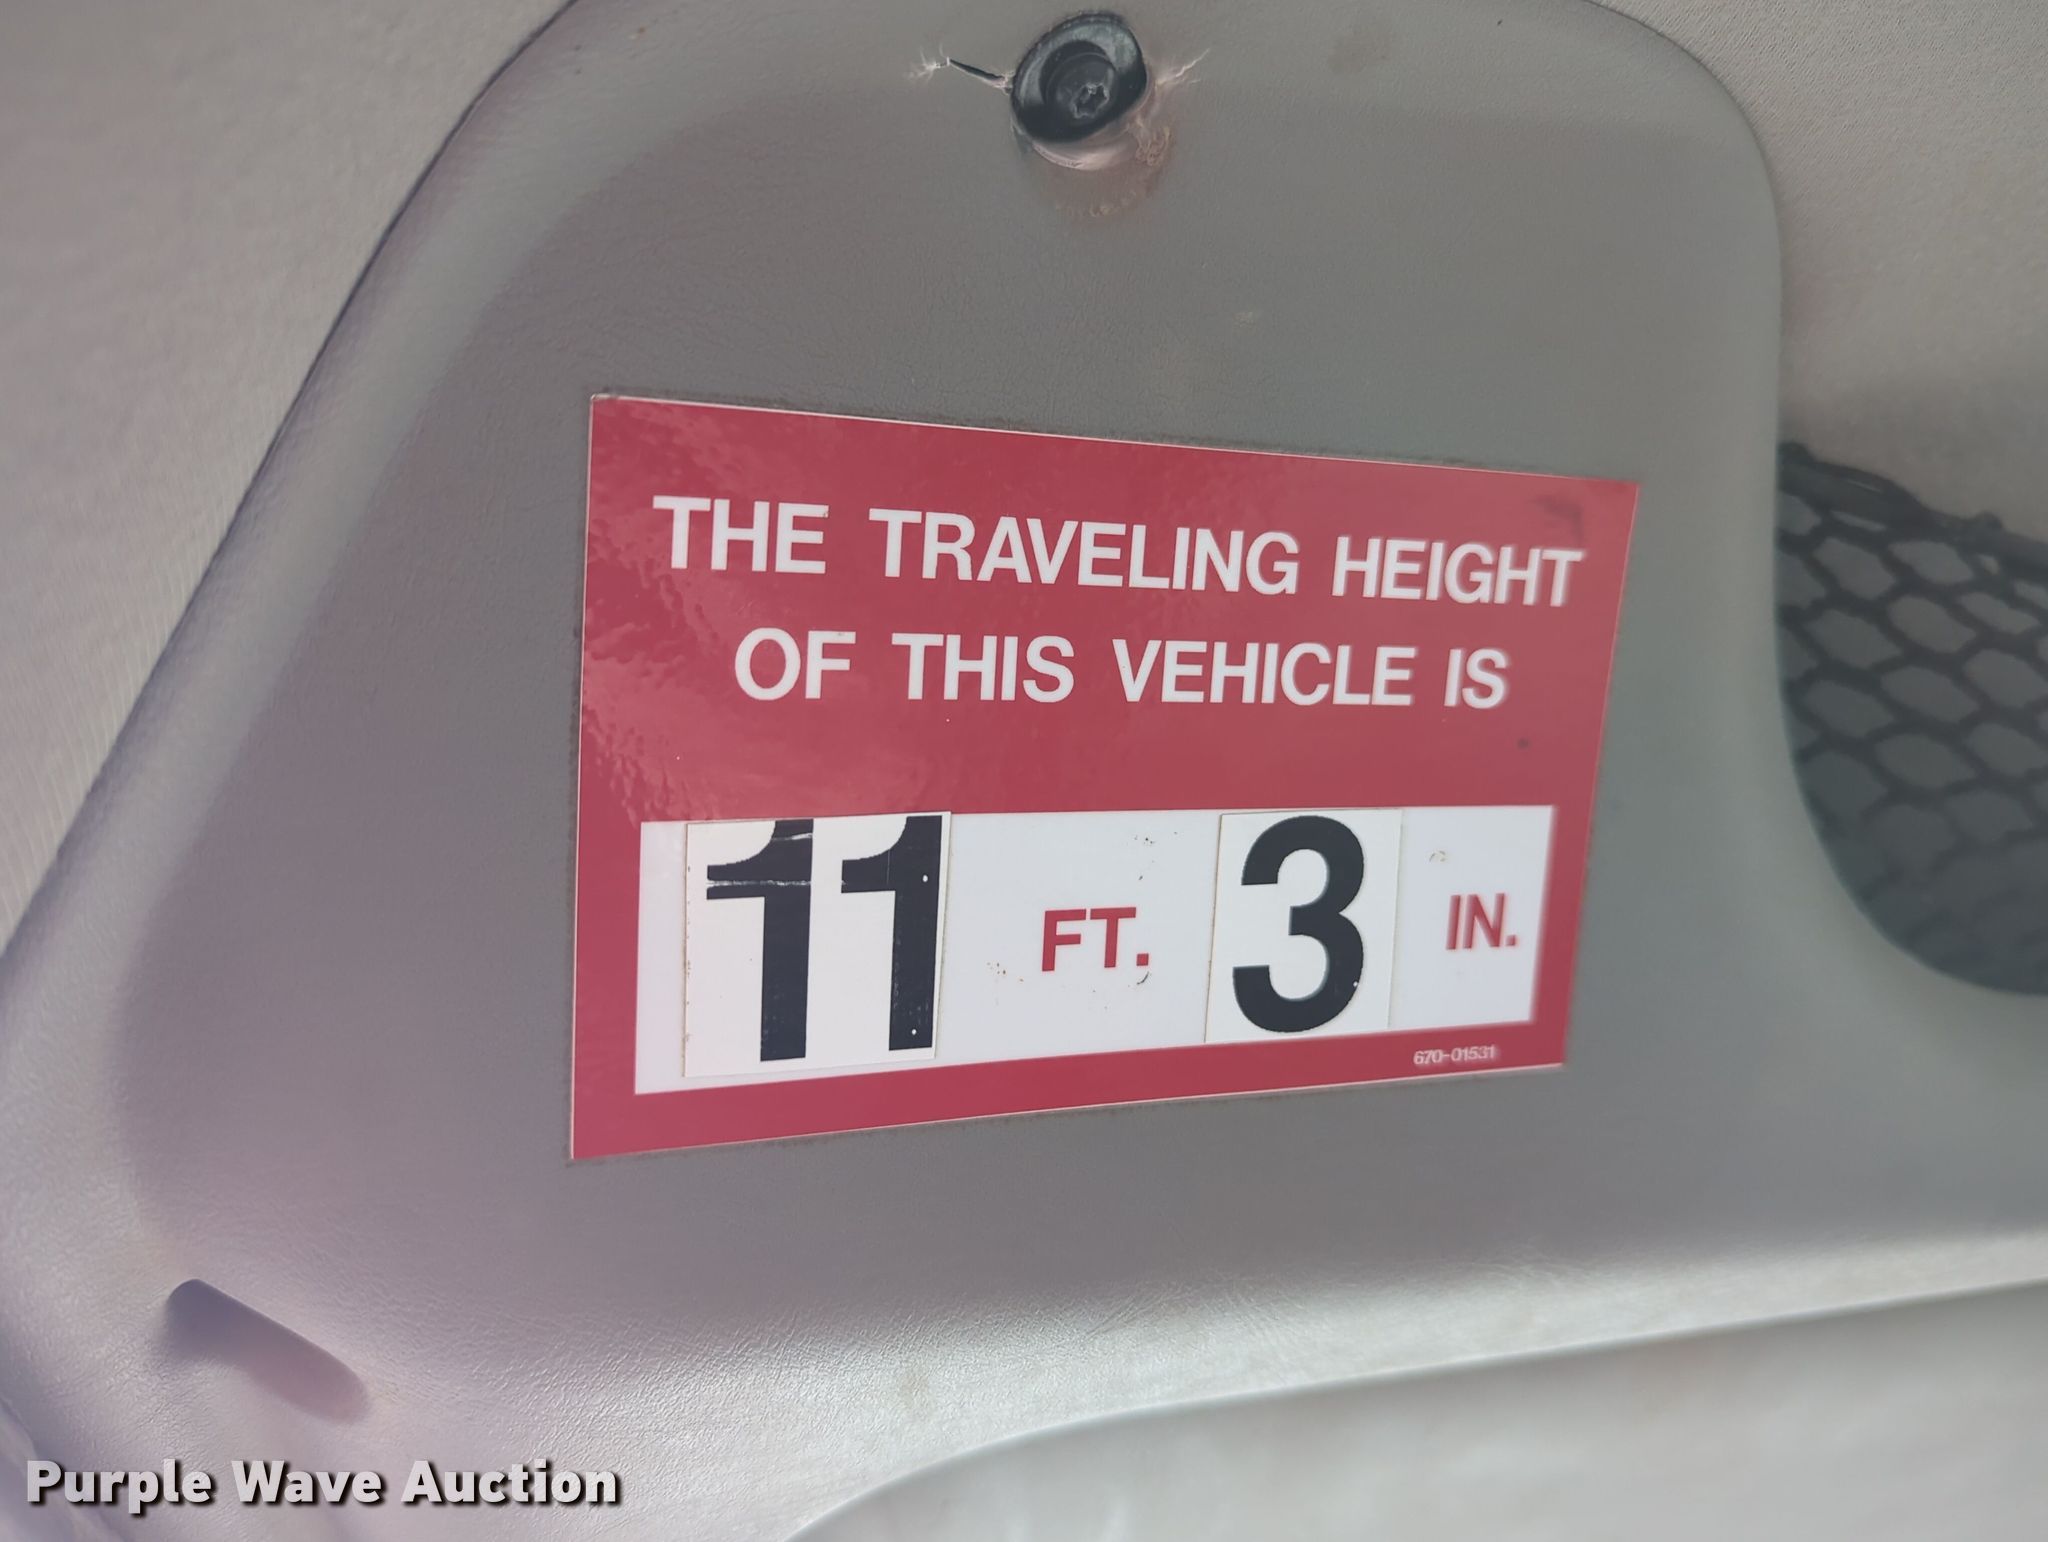 THE TRAVELING HEIGHT
OF THIS VEHICLE IS
11 FT. 3 IN.
670-01531
Purple Wave Auction